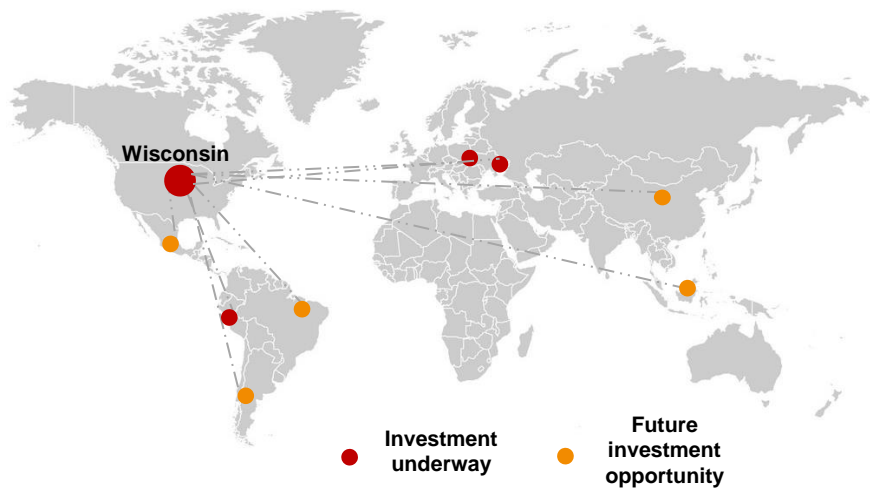 Wisconsin
Investment
underway
Future
investment
opportunity